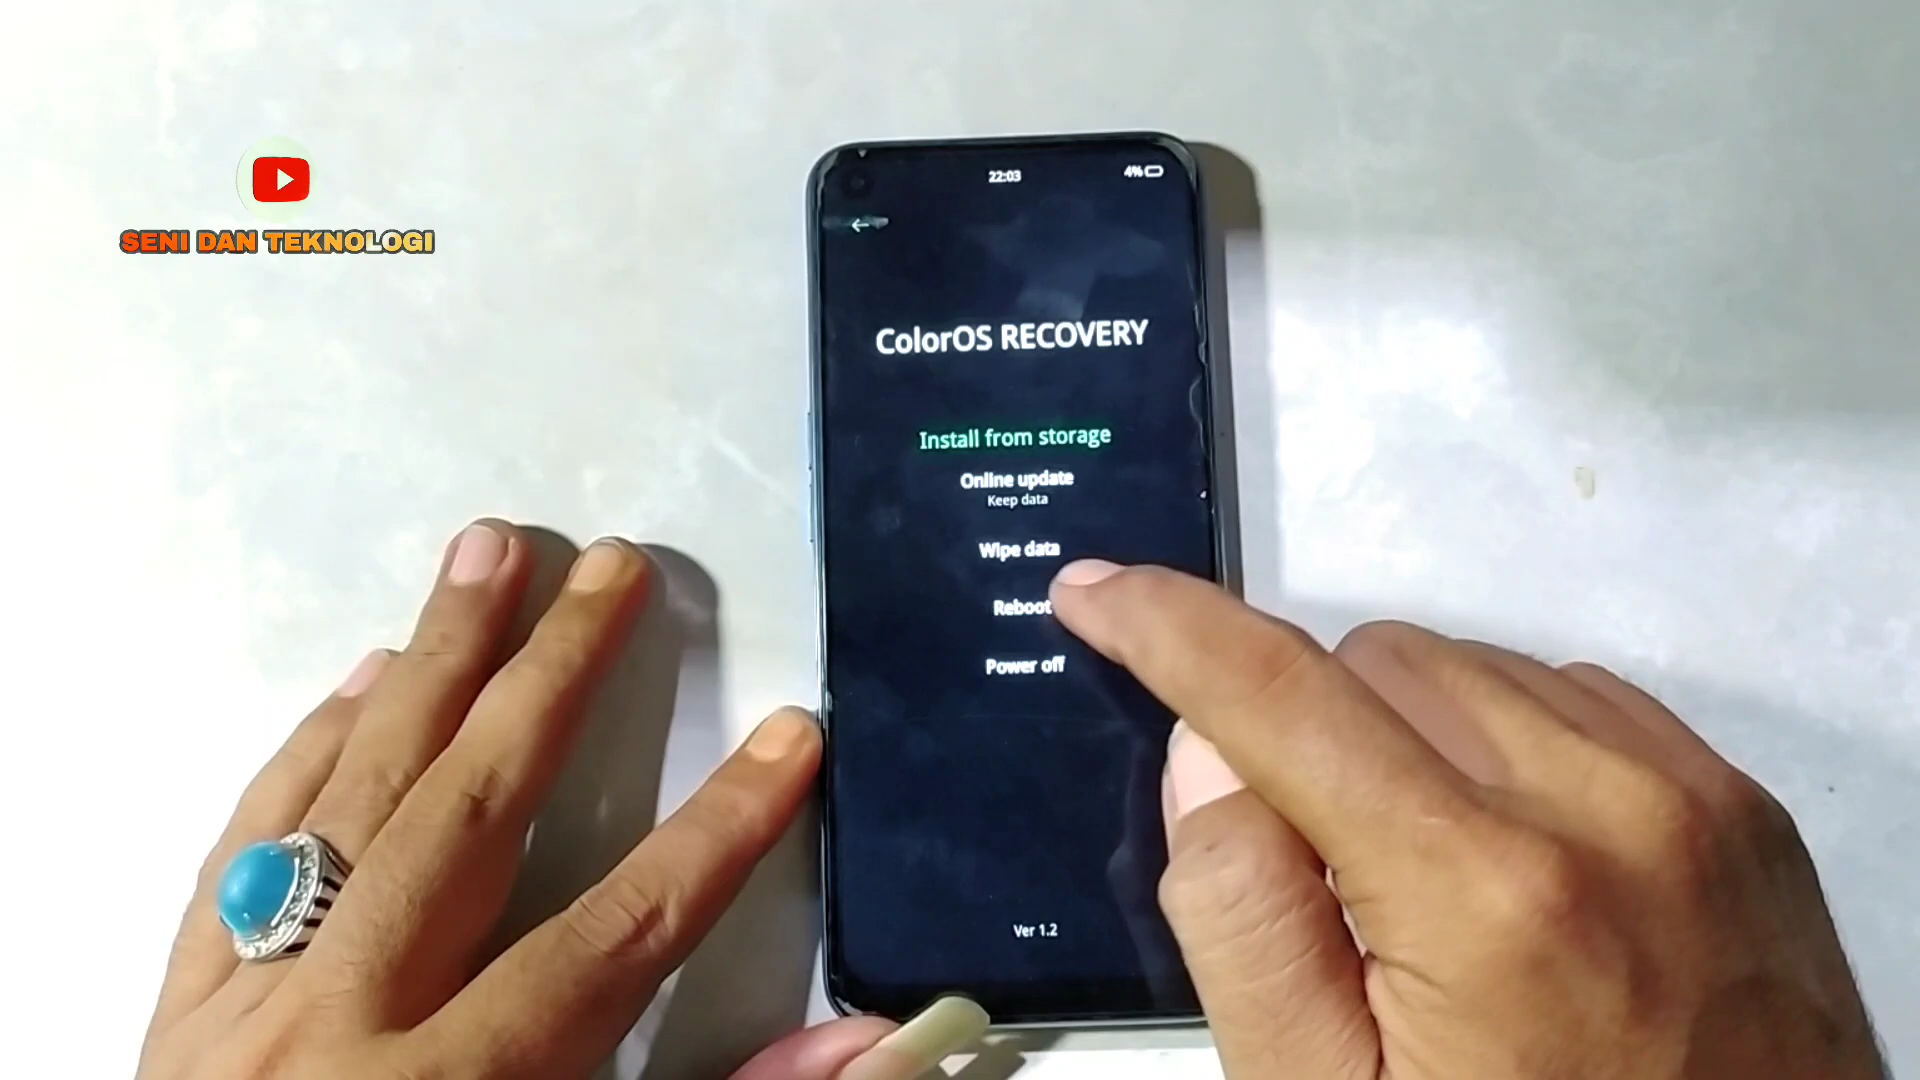 SENI DAN TEKNOLOGI
22:03
4%
ColorOS RECOVERY
Install from storage
Online update
Keep data
Wipe data
Reboot
Power off
Ver 1.2